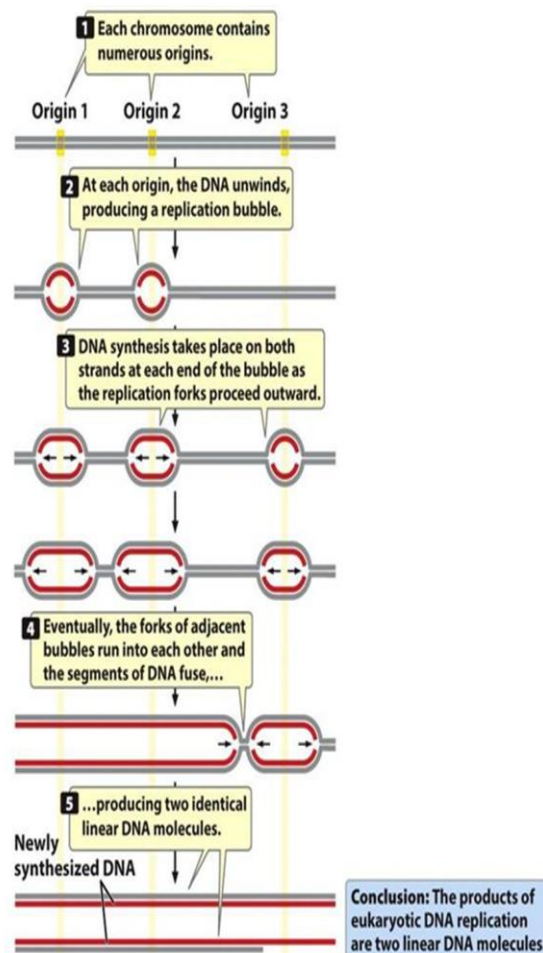 1 Each chromosome contains
numerous origins.
Origin 1 Origin 2 Origin 3
2 At each origin, the DNA unwinds,
producing a replication bubble.
3 DNA synthesis takes place on both
strands at each end of the bubble as
the replication forks proceed outward.
4 Eventually, the forks of adjacent
bubbles run into each other and
the segments of DNA fuse,...
5 ...producing two identical
linear DNA molecules.
Newly
synthesized DNA
Conclusion: The products of
eukaryotic DNA replication
are two linear DNA molecules